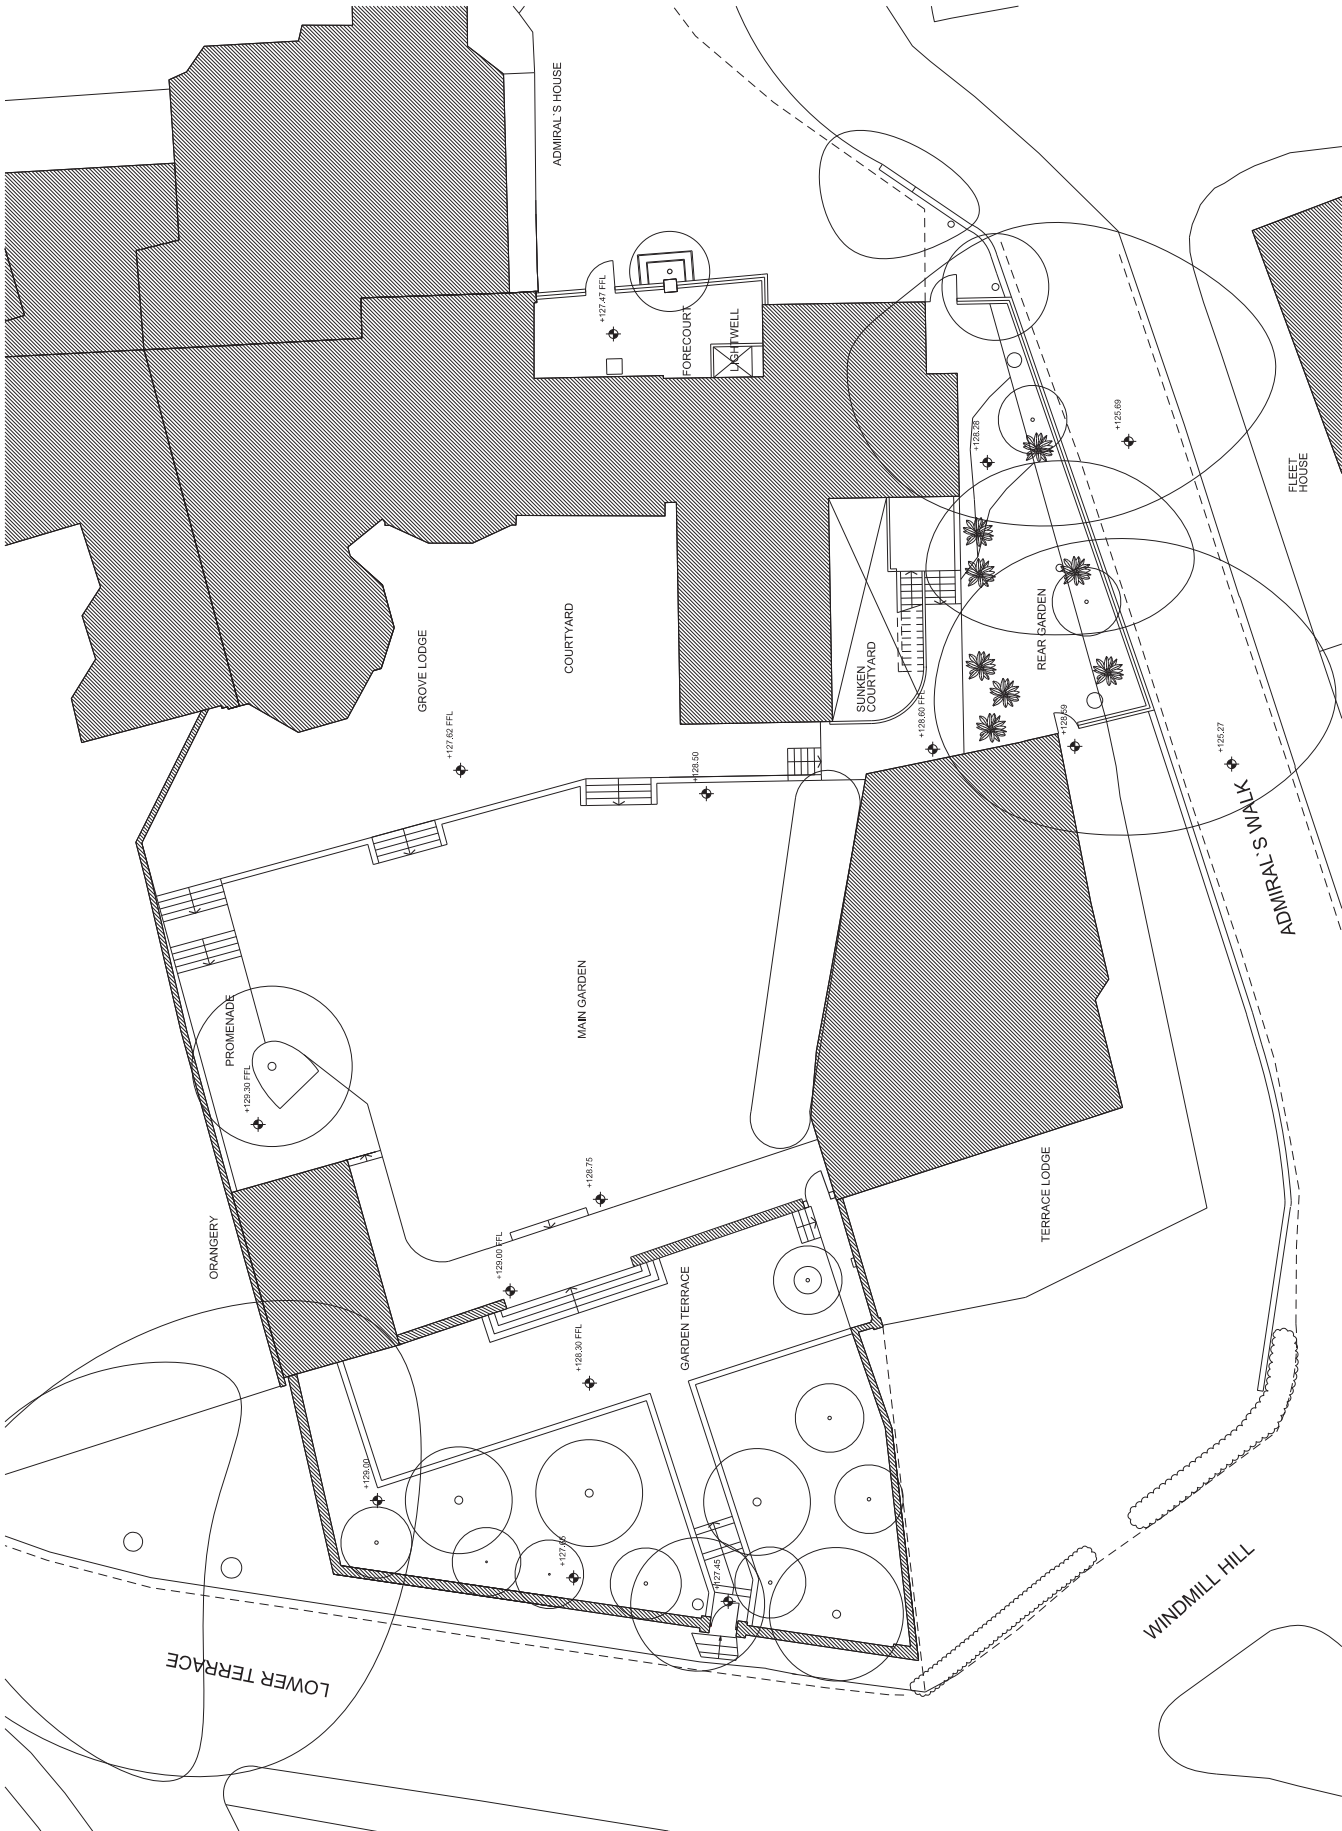 ADMIRAL`S HOUSE
+127.47 FFL
FORECOURT
LIGHTWELL
+128.28
+125.69
FLEET
HOUSE
GROVE LODGE
COURTYARD
SUNKEN
COURTYARD
REAR GARDEN
+127.62 FFL
+128.50
+128.60 FFL
+128.59
+125.27
ADMIRAL`S WALK
PROMENADE
MAIN GARDEN
+129.30 FFL
+128.75
ORANGERY
TERRACE LODGE
+129.00 FFL
GARDEN TERRACE
+128.30 FFL
+129.00
+127.45
LOWER TERRACE
WINDMILL HILL